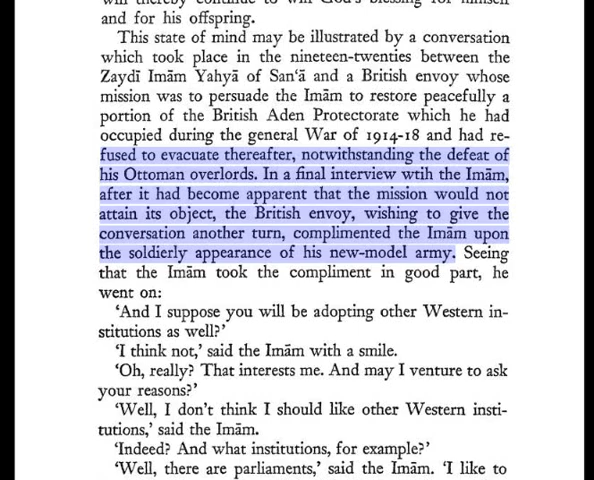 will thereby continue to win God's blessing for himself
and for his offspring.
This state of mind may be illustrated by a conversation
which took place in the nineteen-twenties between the
Zaydī Imām Yahyā of San'ā and a British envoy whose
mission was to persuade the Imām to restore peacefully a
portion of the British Aden Protectorate which he had
occupied during the general War of 1914-18 and had re-
fused to evacuate thereafter, notwithstanding the defeat of
his Ottoman overlords. In a final interview wtih the Imām,
after it had become apparent that the mission would not
attain its object, the British envoy, wishing to give the
conversation another turn, complimented the Imām upon
the soldierly appearance of his new-model army. Seeing
that the Imām took the compliment in good part, he
went on:
'And I suppose you will be adopting other Western in-
stitutions as well?'
'I think not,' said the Imām with a smile.
'Oh, really? That interests me. And may I venture to ask
your reasons?'
'Well, I don't think I should like other Western insti-
tutions,' said the Imām.
'Indeed? And what institutions, for example?'
'Well, there are parliaments,' said the Imām. 'I like to